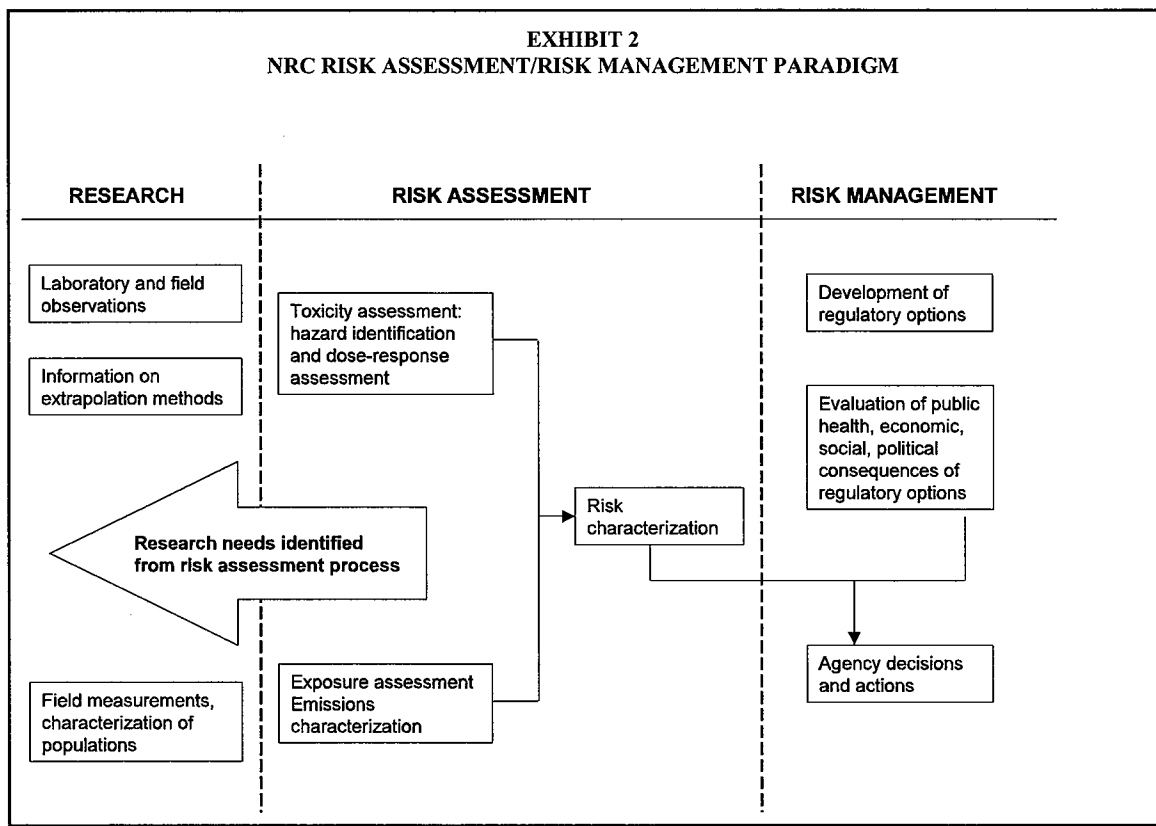 EXHIBIT 2
NRC RISK ASSESSMENT/RISK MANAGEMENT PARADIGM
RESEARCH
RISK ASSESSMENT
RISK MANAGEMENT
Laboratory and field
observations
Information on
extrapolation methods
Research needs identified
from risk assessment process
Field measurements,
characterization of
populations
Toxicity assessment:
hazard identification
and dose-response
assessment
Exposure assessment
Emissions
characterization
Risk
characterization
Development of
regulatory options
Evaluation of public
health, economic,
social, political
consequences of
regulatory options
Agency decisions
and actions